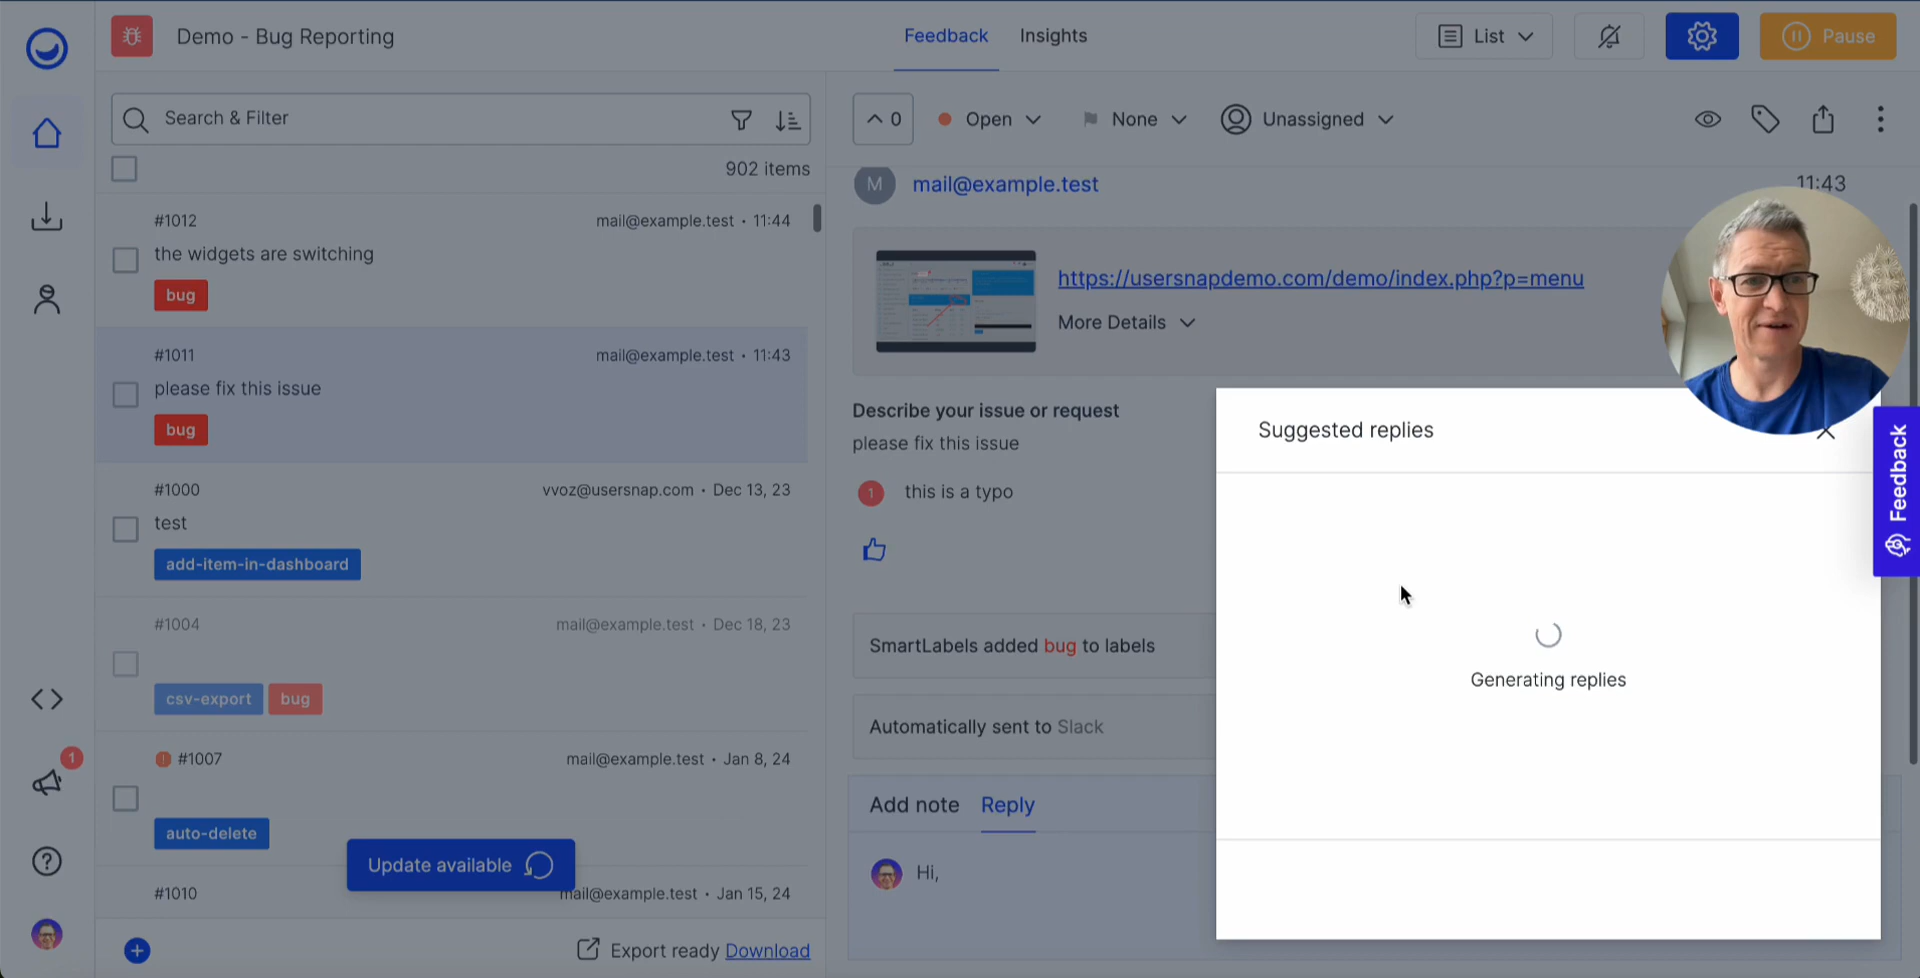 Demo - Bug Reporting
Feedback
Insights
List
Pause
Search & Filter
902 items
#1012
mail@example.test • 11:44
the widgets are switching
bug
#1011
mail@example.test • 11:43
please fix this issue
bug
#1000
vvoz@usersnap.com • Dec 13, 23
test
add-item-in-dashboard
#1004
mail@example.test • Dec 18, 23
csv-export
bug
#1007
mail@example.test • Jan 8, 24
auto-delete
Update available
#1010
mail@example.test • Jan 15, 24
Export ready Download
1
0
Open
None
Unassigned
M
mail@example.test
11:43
https://usersnapdemo.com/demo/index.php?p=menu
More Details
Describe your issue or request
please fix this issue
1
this is a typo
SmartLabels added bug to labels
Automatically sent to Slack
Add note
Reply
Hi,
Suggested replies
Generating replies
Feedback